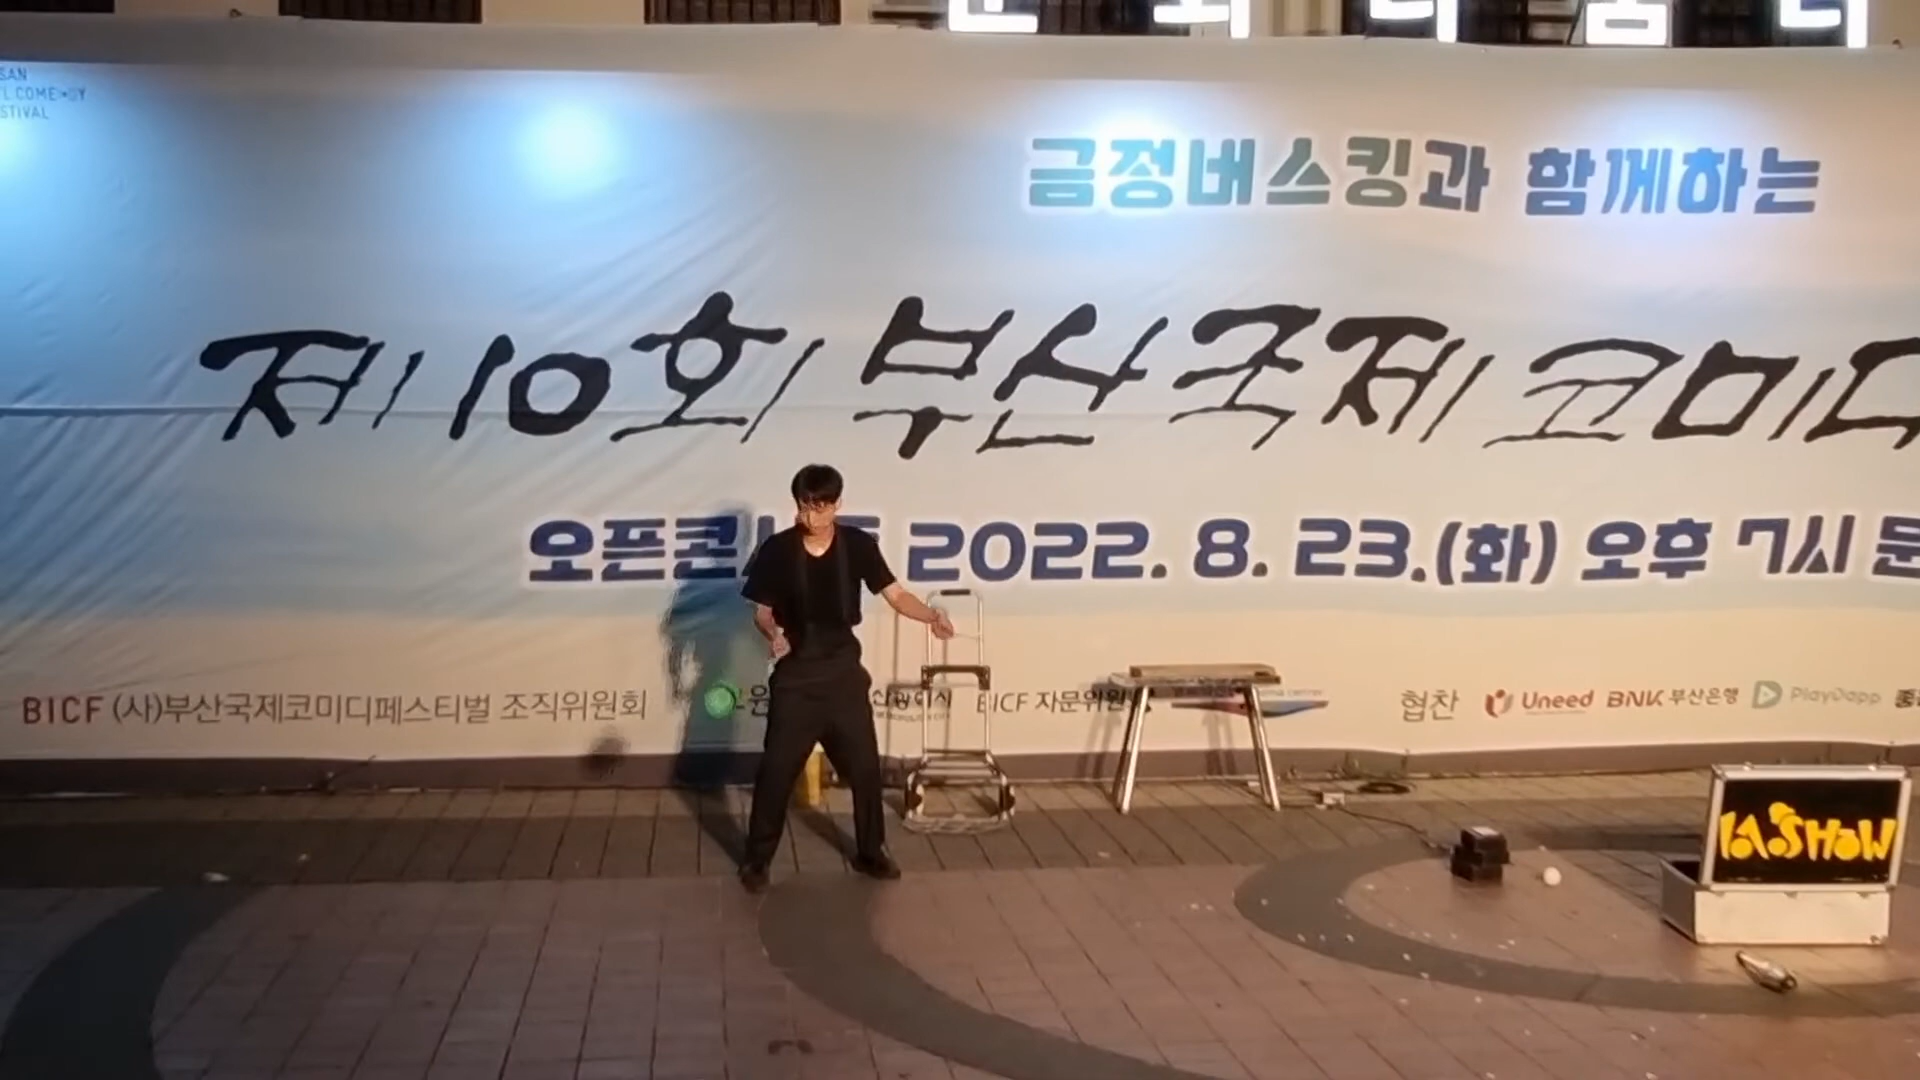 COME
금정버스킹과 함께하는
제10회 부산국제 코미디
2022. 8. 23.(화) 오후 7시
BICF (사)부산국제코미디페스티벌 조직위원회
BICF 자문위원
협찬 Uneed BNK 부산은행 PlayDapp
SHOW